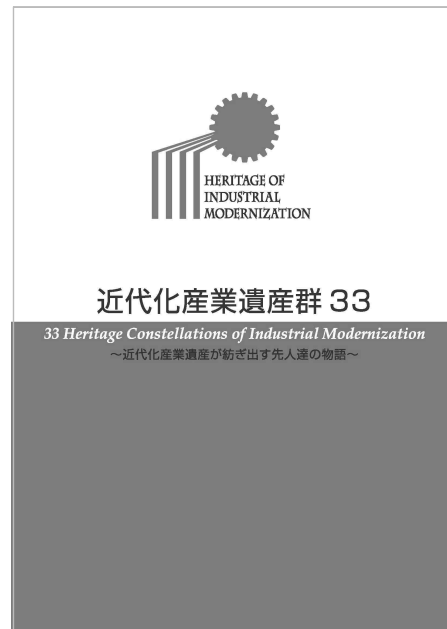 HERITAGE OF
INDUSTRIAL
MODERNIZATION
近代化産業遺産群 33
33 Heritage Constellations of Industrial Modernization
～近代化産業遺産が紡ぎ出す先人達の物語～